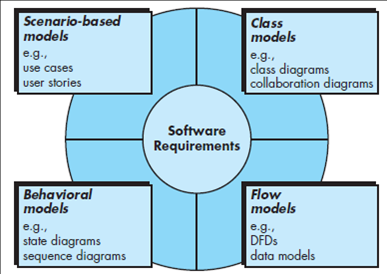 Scenario-based
models
e.g.,
use cases
user stories
Class
models
e.g.,
class diagrams
collaboration diagrams
Software
Requirements
Behavioral
models
e.g.,
state diagrams
sequence diagrams
Flow
models
e.g.,
DFDs
data models